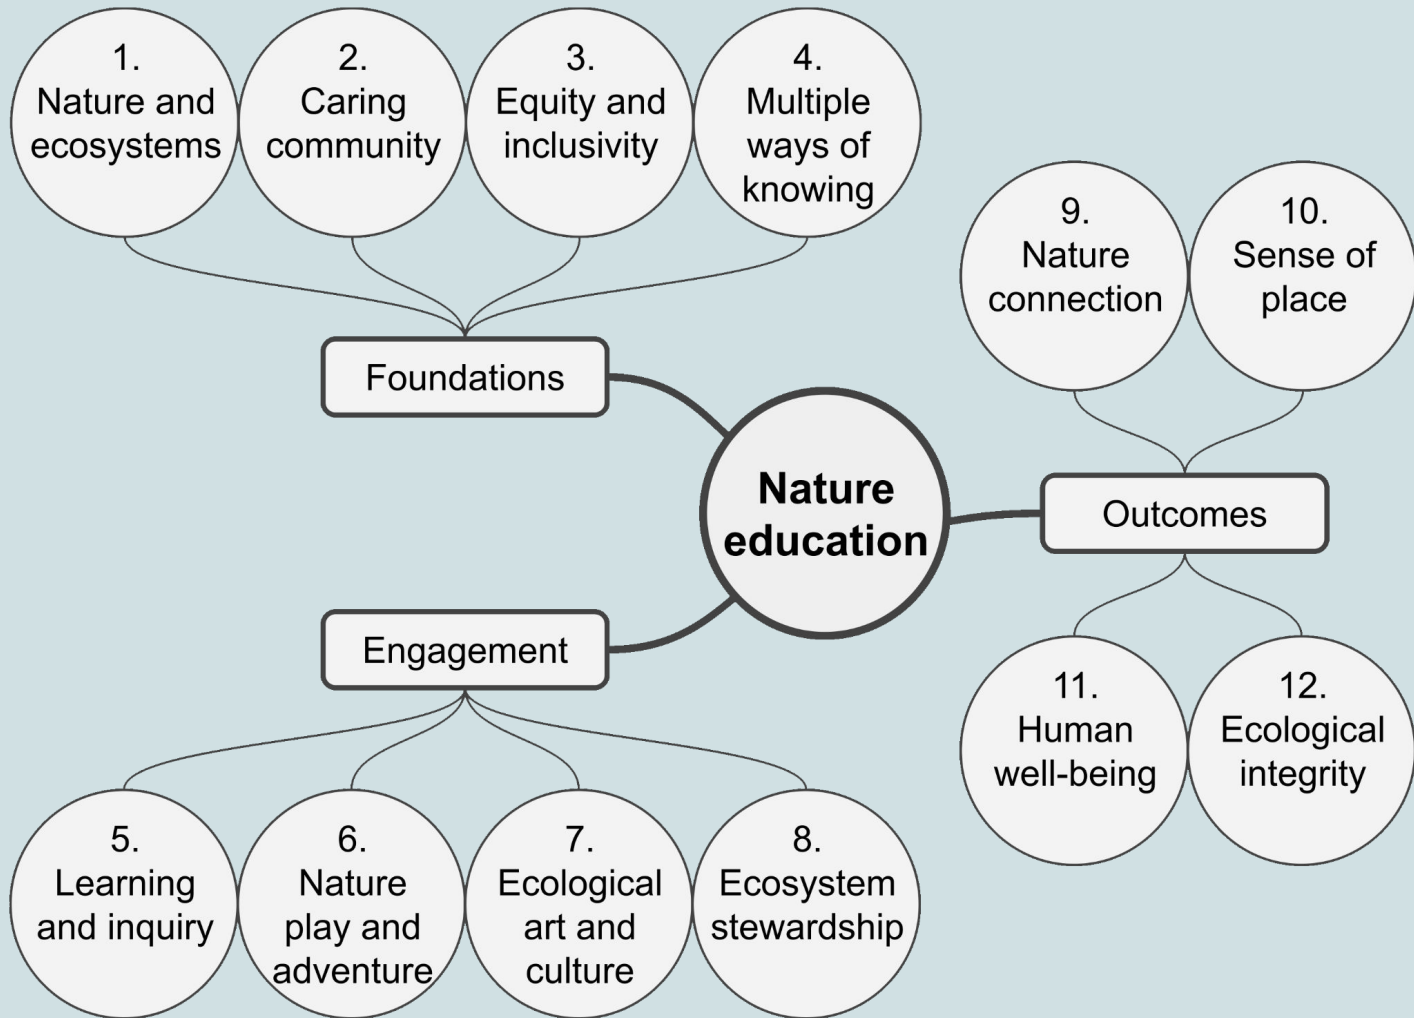 1.
Nature and
ecosystems
2.
Caring
community
3.
Equity and
inclusivity
4.
Multiple
ways of
knowing
9.
Nature
connection
10.
Sense of
place
Foundations
Nature
education
Outcomes
Engagement
11.
Human
well-being
12.
Ecological
integrity
5.
Learning
and inquiry
6.
Nature
play and
adventure
7.
Ecological
art and
culture
8.
Ecosystem
stewardship